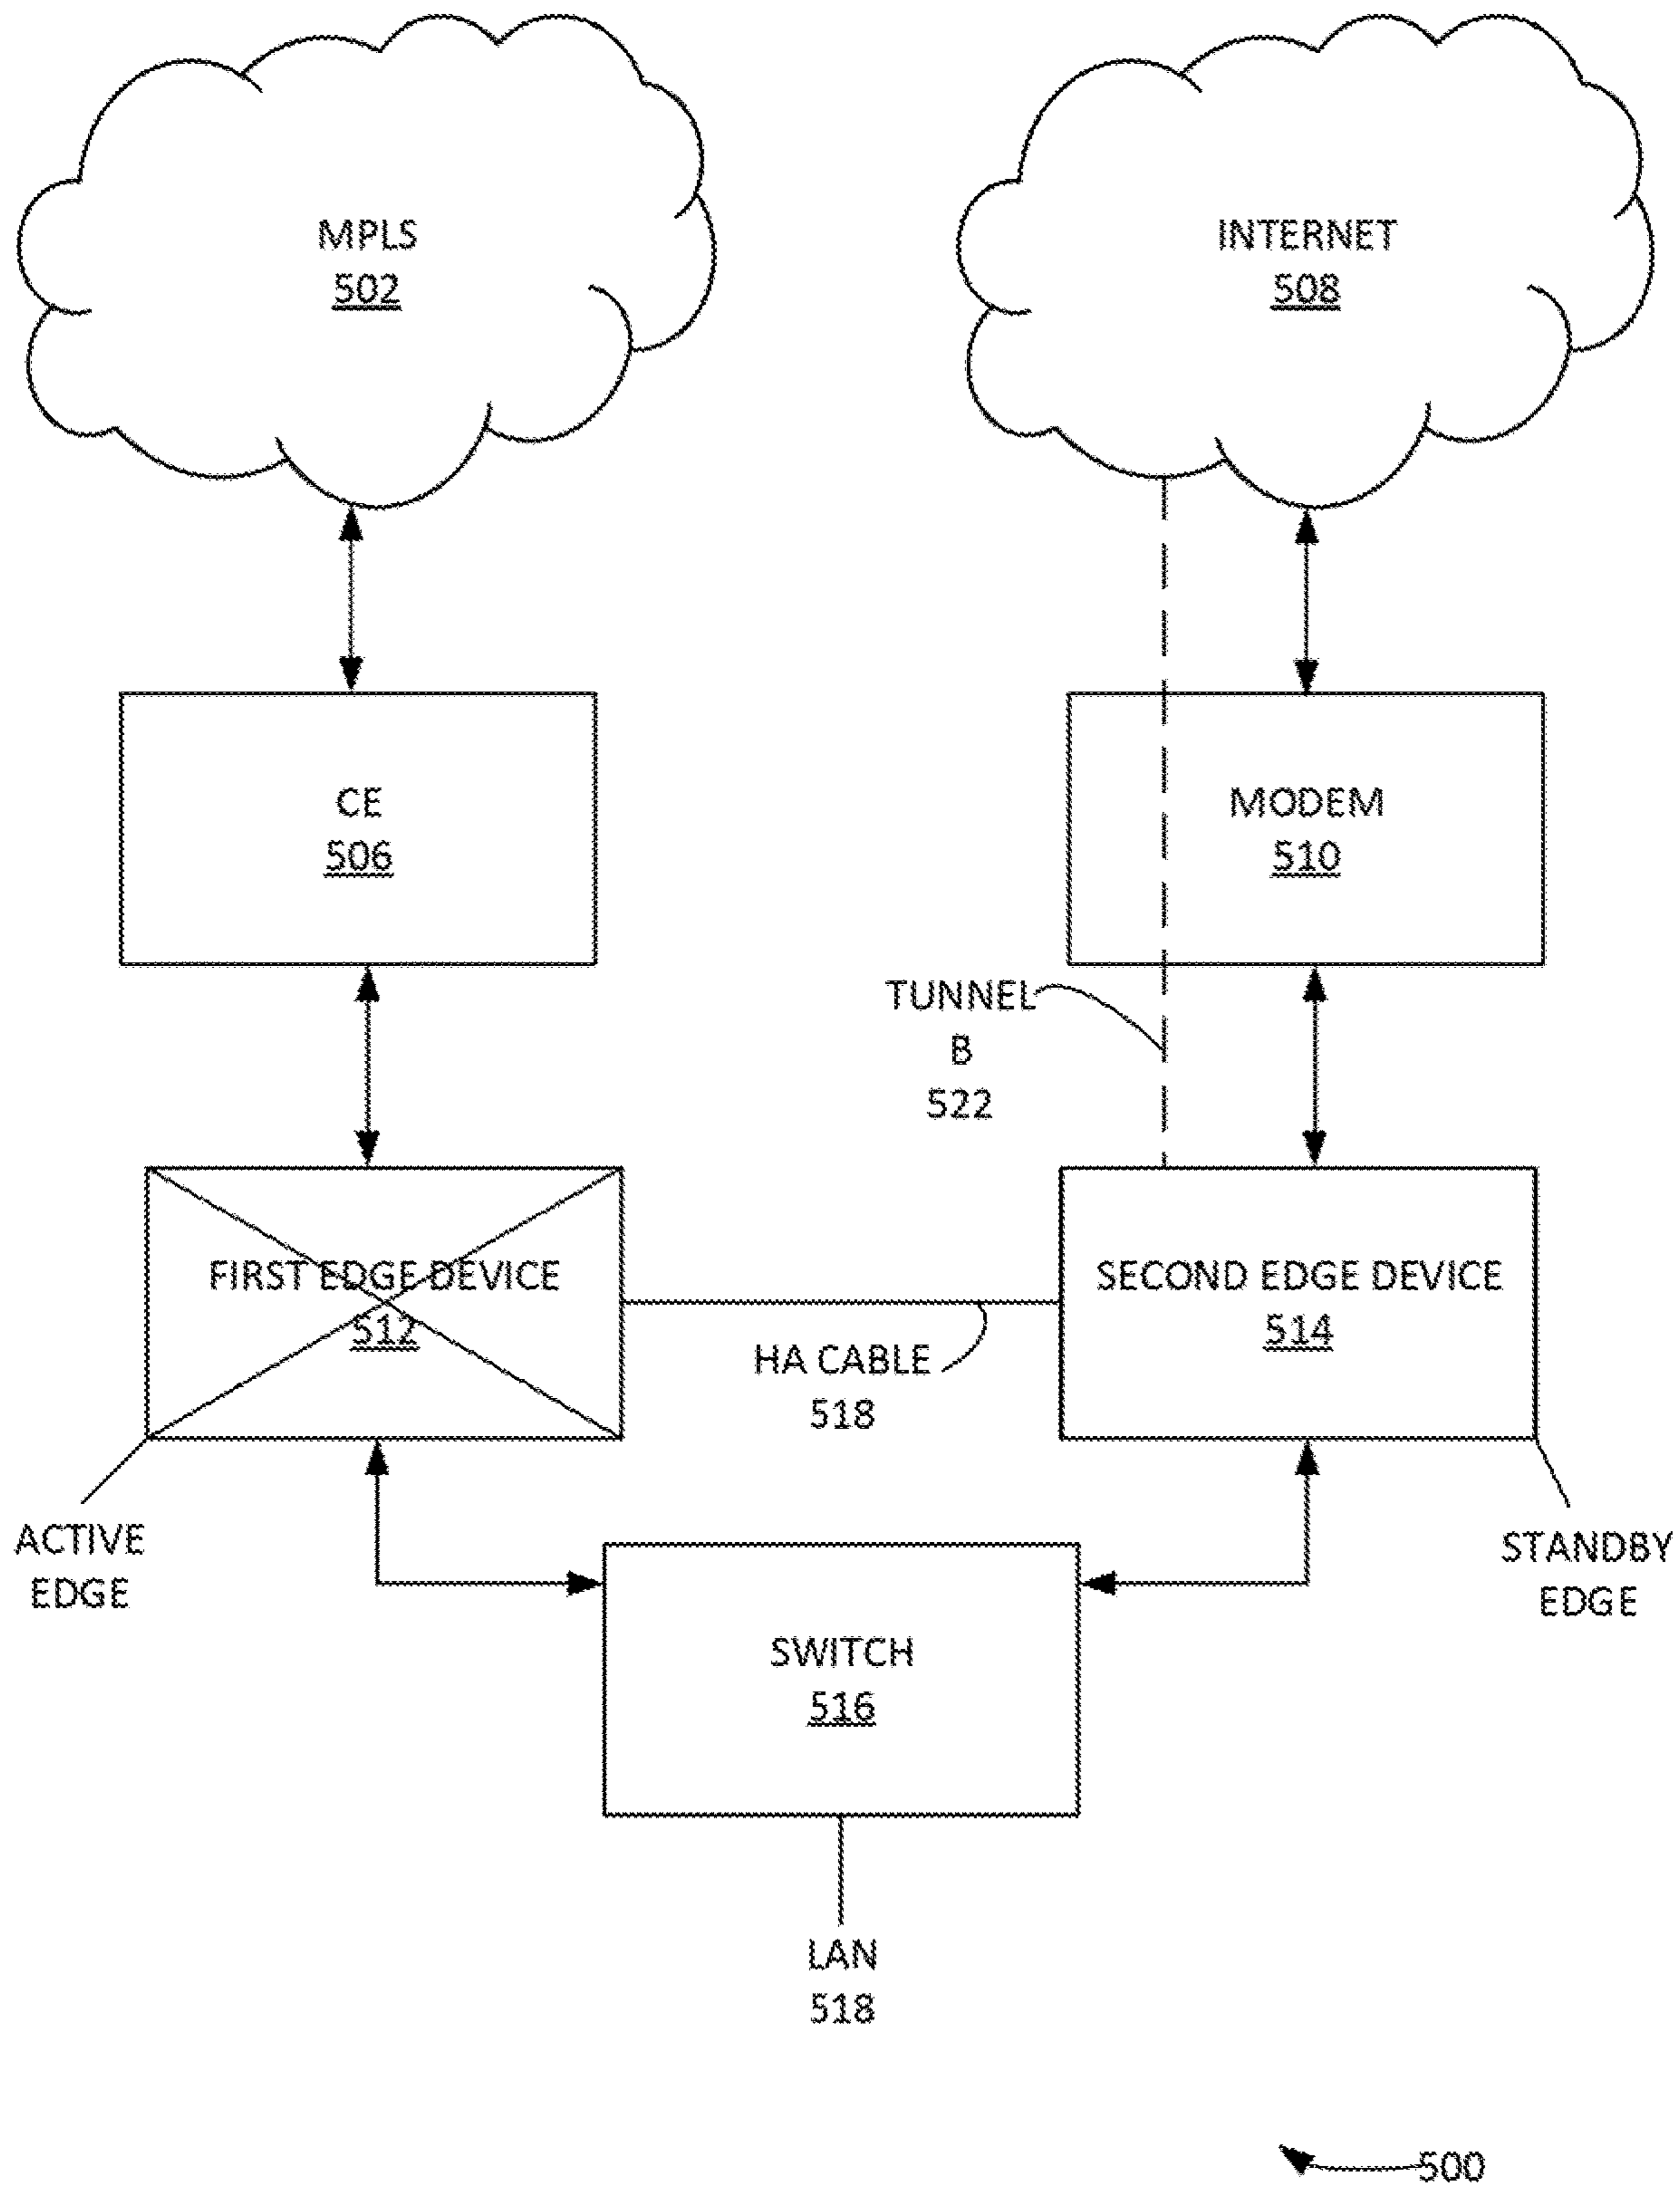 MPLS
502
INTERNET
508
CE
506
MODEM
510
TUNNEL
B
522
FIRST EDGE DEVICE
512
SECOND EDGE DEVICE
514
HA CABLE
518
ACTIVE
EDGE
STANDBY
EDGE
SWITCH
516
LAN
518
500